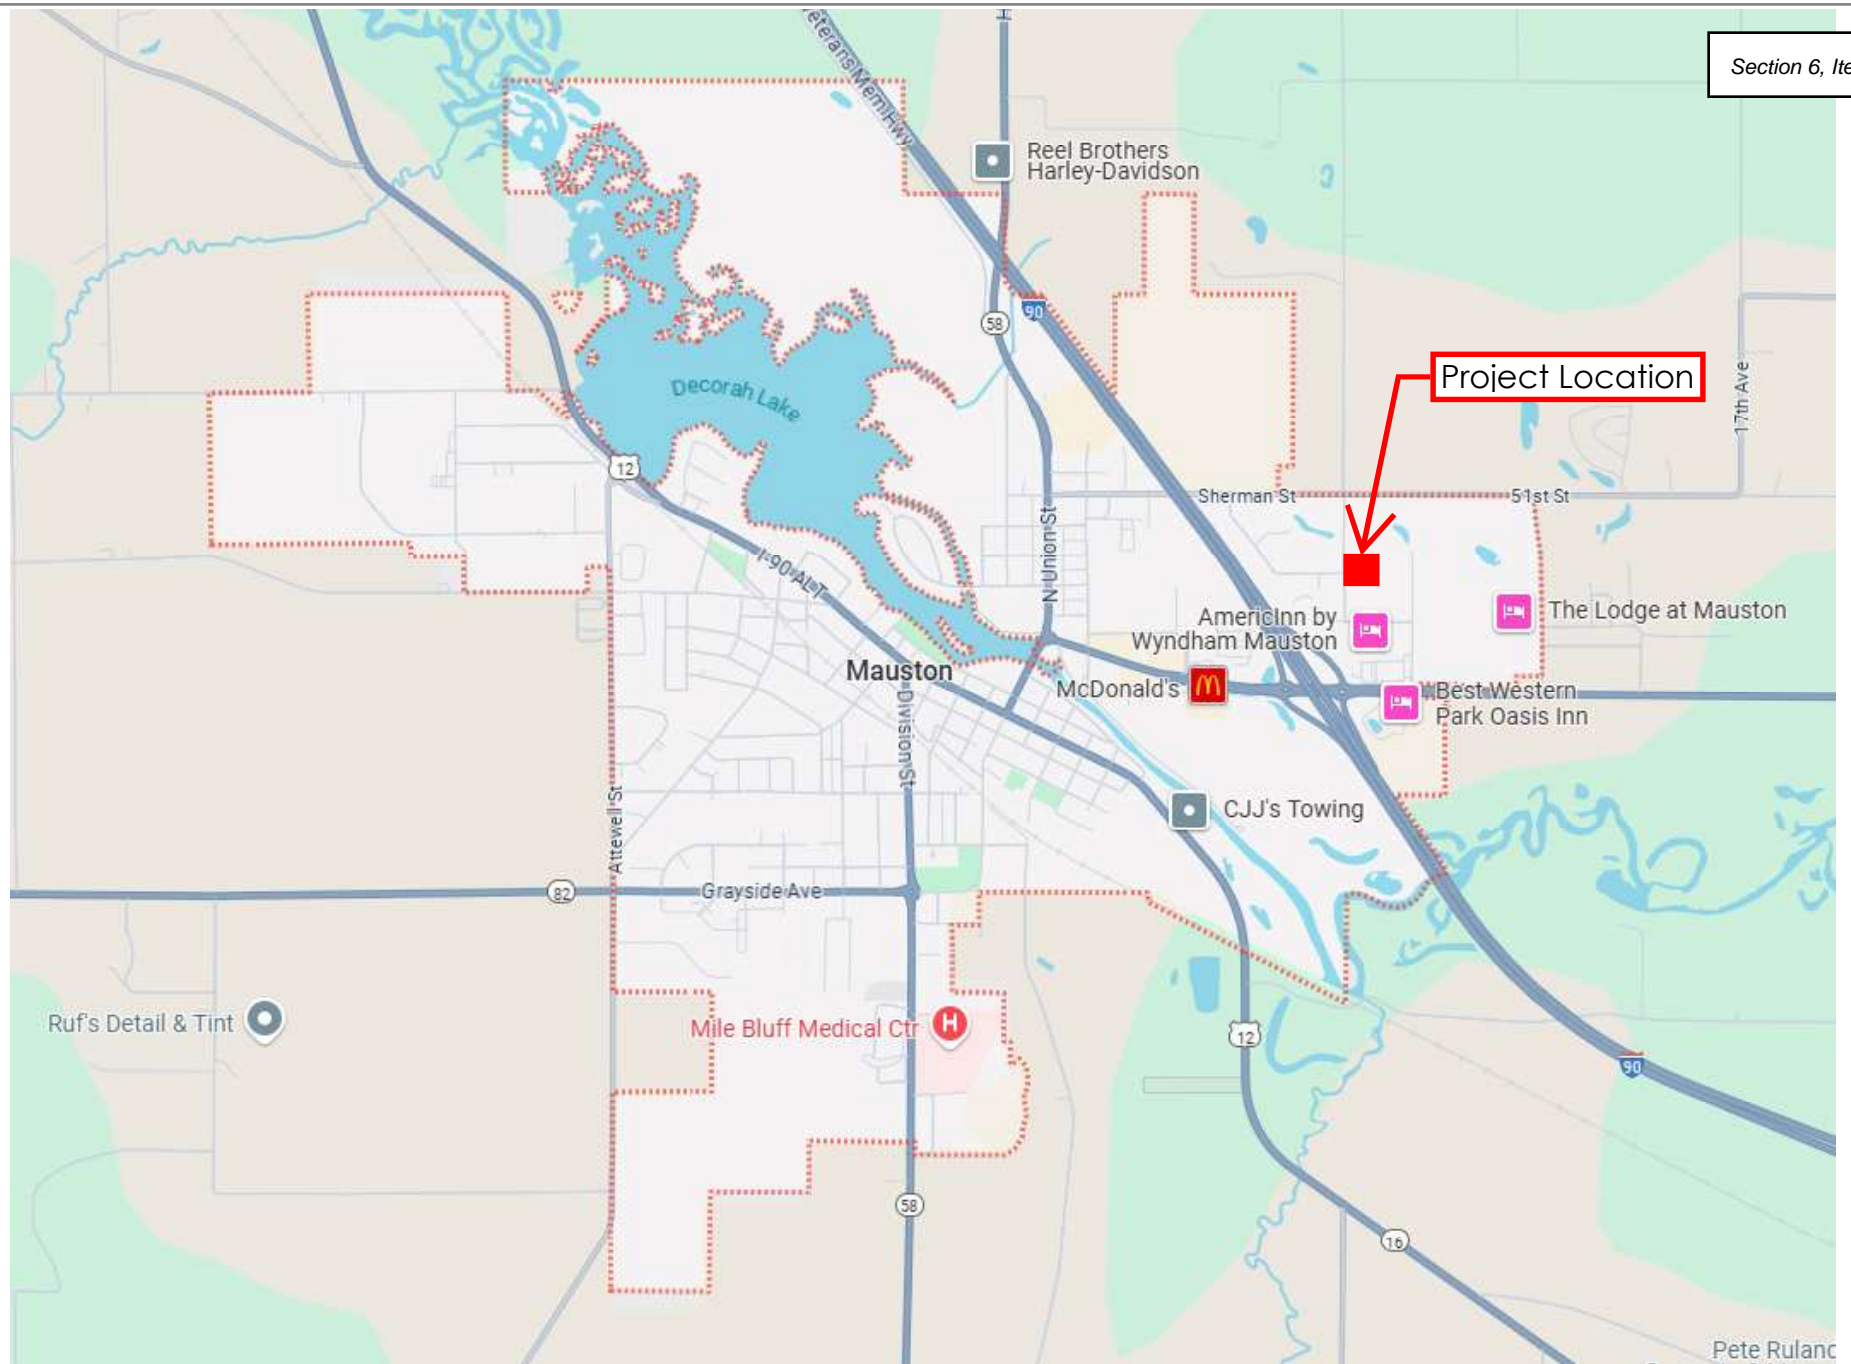 Section 6, Ite
Veterans Mem Hwy
Reel Brothers
Harley-Davidson
58
90
Project Location
Decorah Lake
17th Ave
12
Sherman St
51st St
N Union St
I-90 ALT
AmericInn by
Wyndham Mauston
The Lodge at Mauston
Mauston
McDonald's
Best Western
Park Oasis Inn
Division St
Attewell St
CJJ's Towing
82
Grayside Ave
Ruf's Detail & Tint
Mile Bluff Medical Ctr
H
12
90
58
16
Pete Ruland